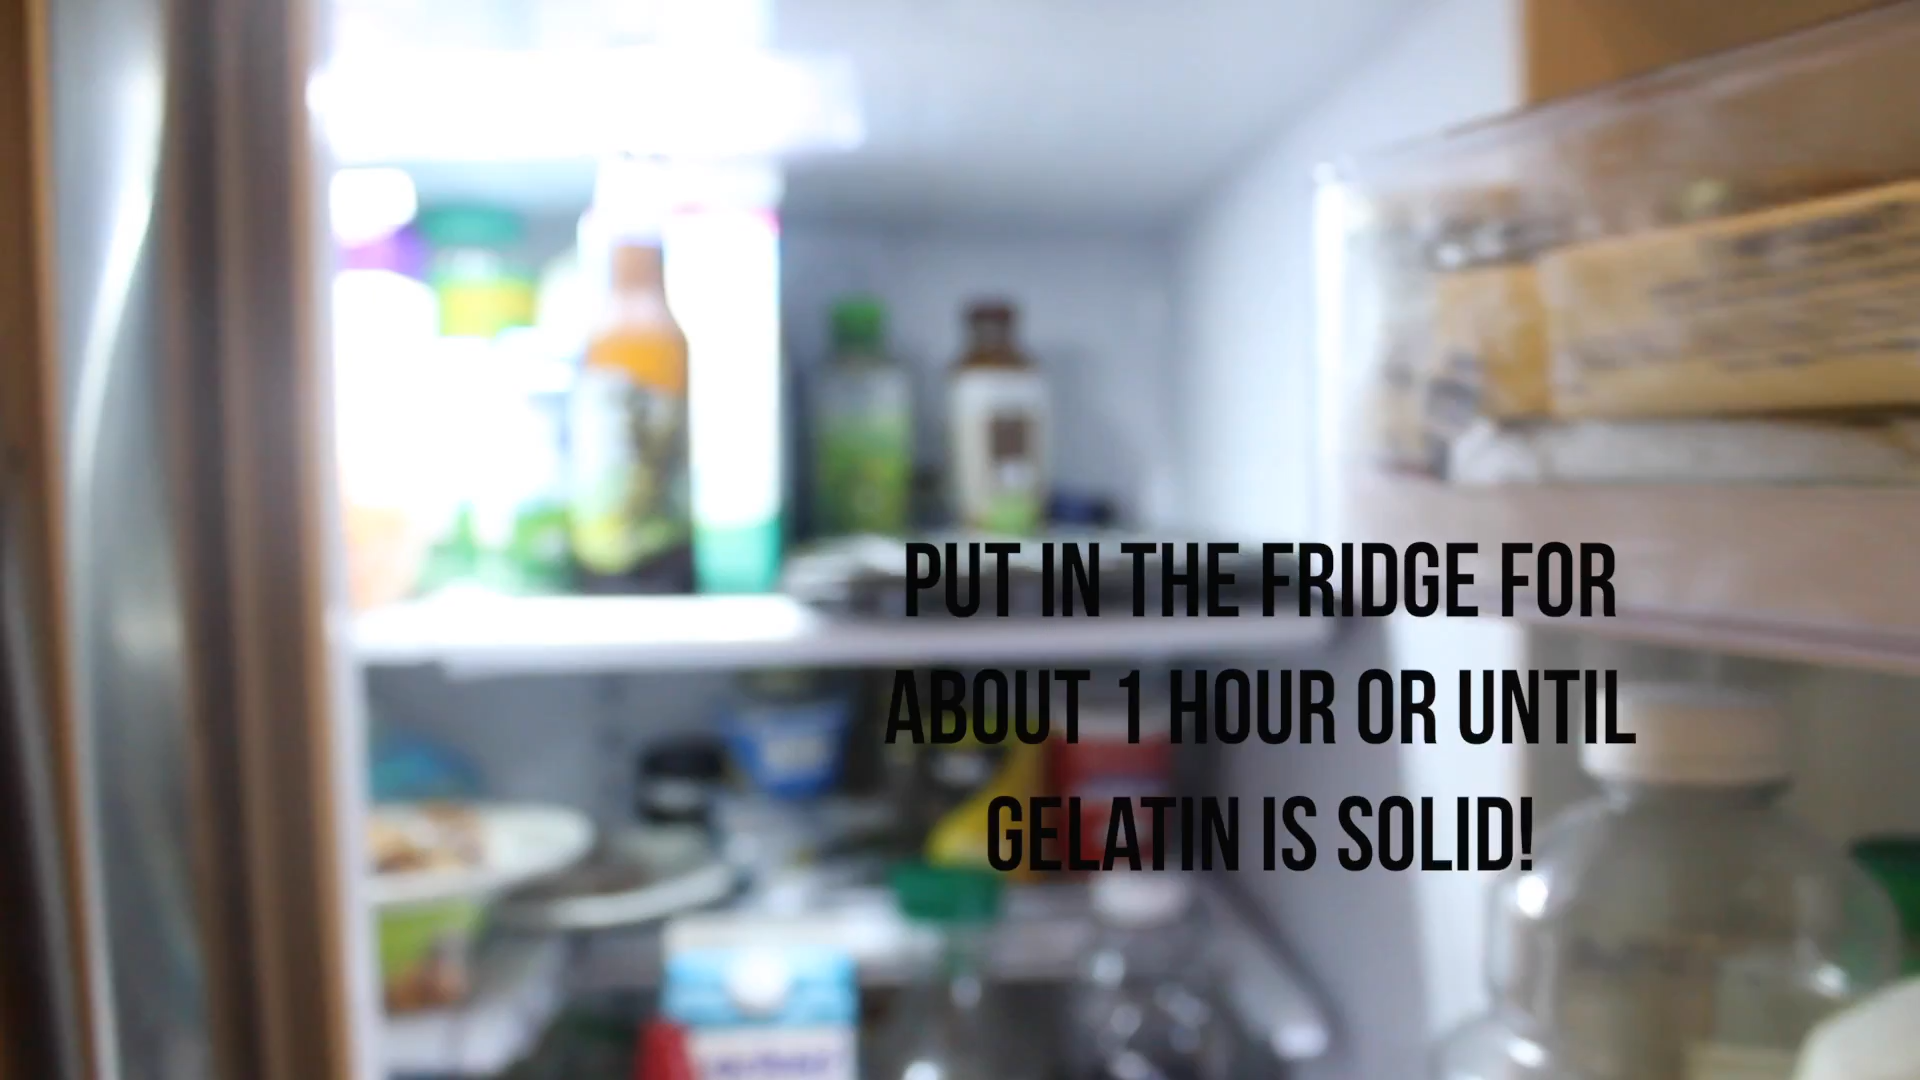 PUT IN THE FRIDGE FOR
ABOUT 1 HOUR OR UNTIL
GELATIN IS SOLID!